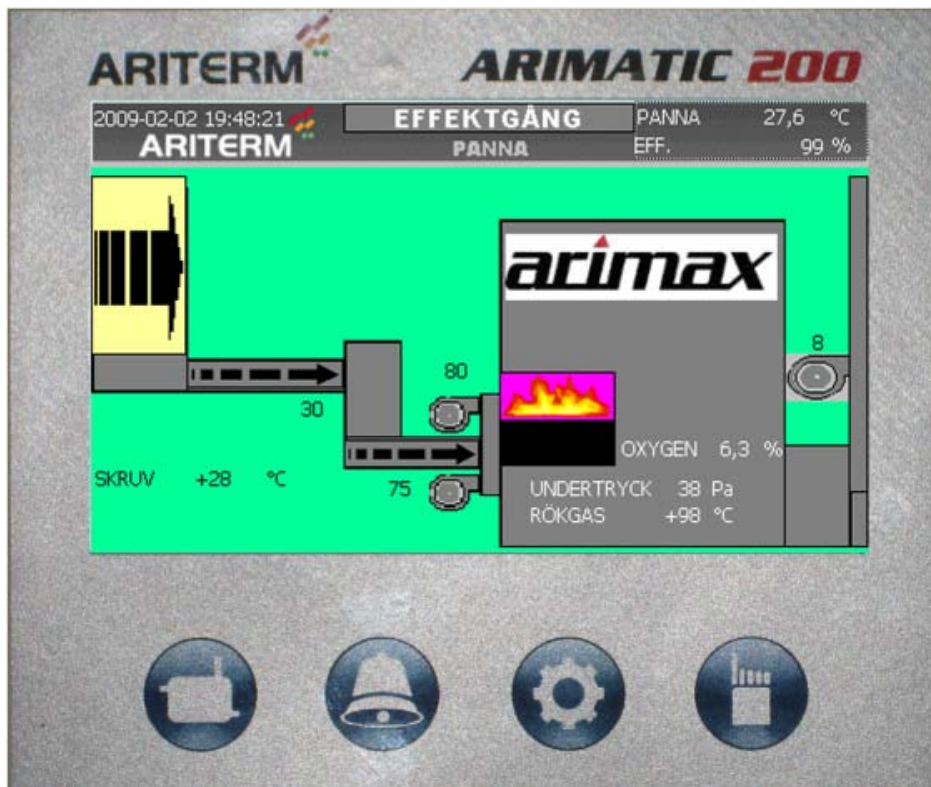 ARITERM ARIMATIC 200
2009-02-02 19:48:21 EFFEKTGÅNG PANNA 27,6 °C
ARITERM PANNA EFF. 99 %
arimax
8
80
30
OXYGEN 6,3 %
SKRUV +28 °C 75 UNDERTRYCK 38 Pa
RÖKGAS +98 °C